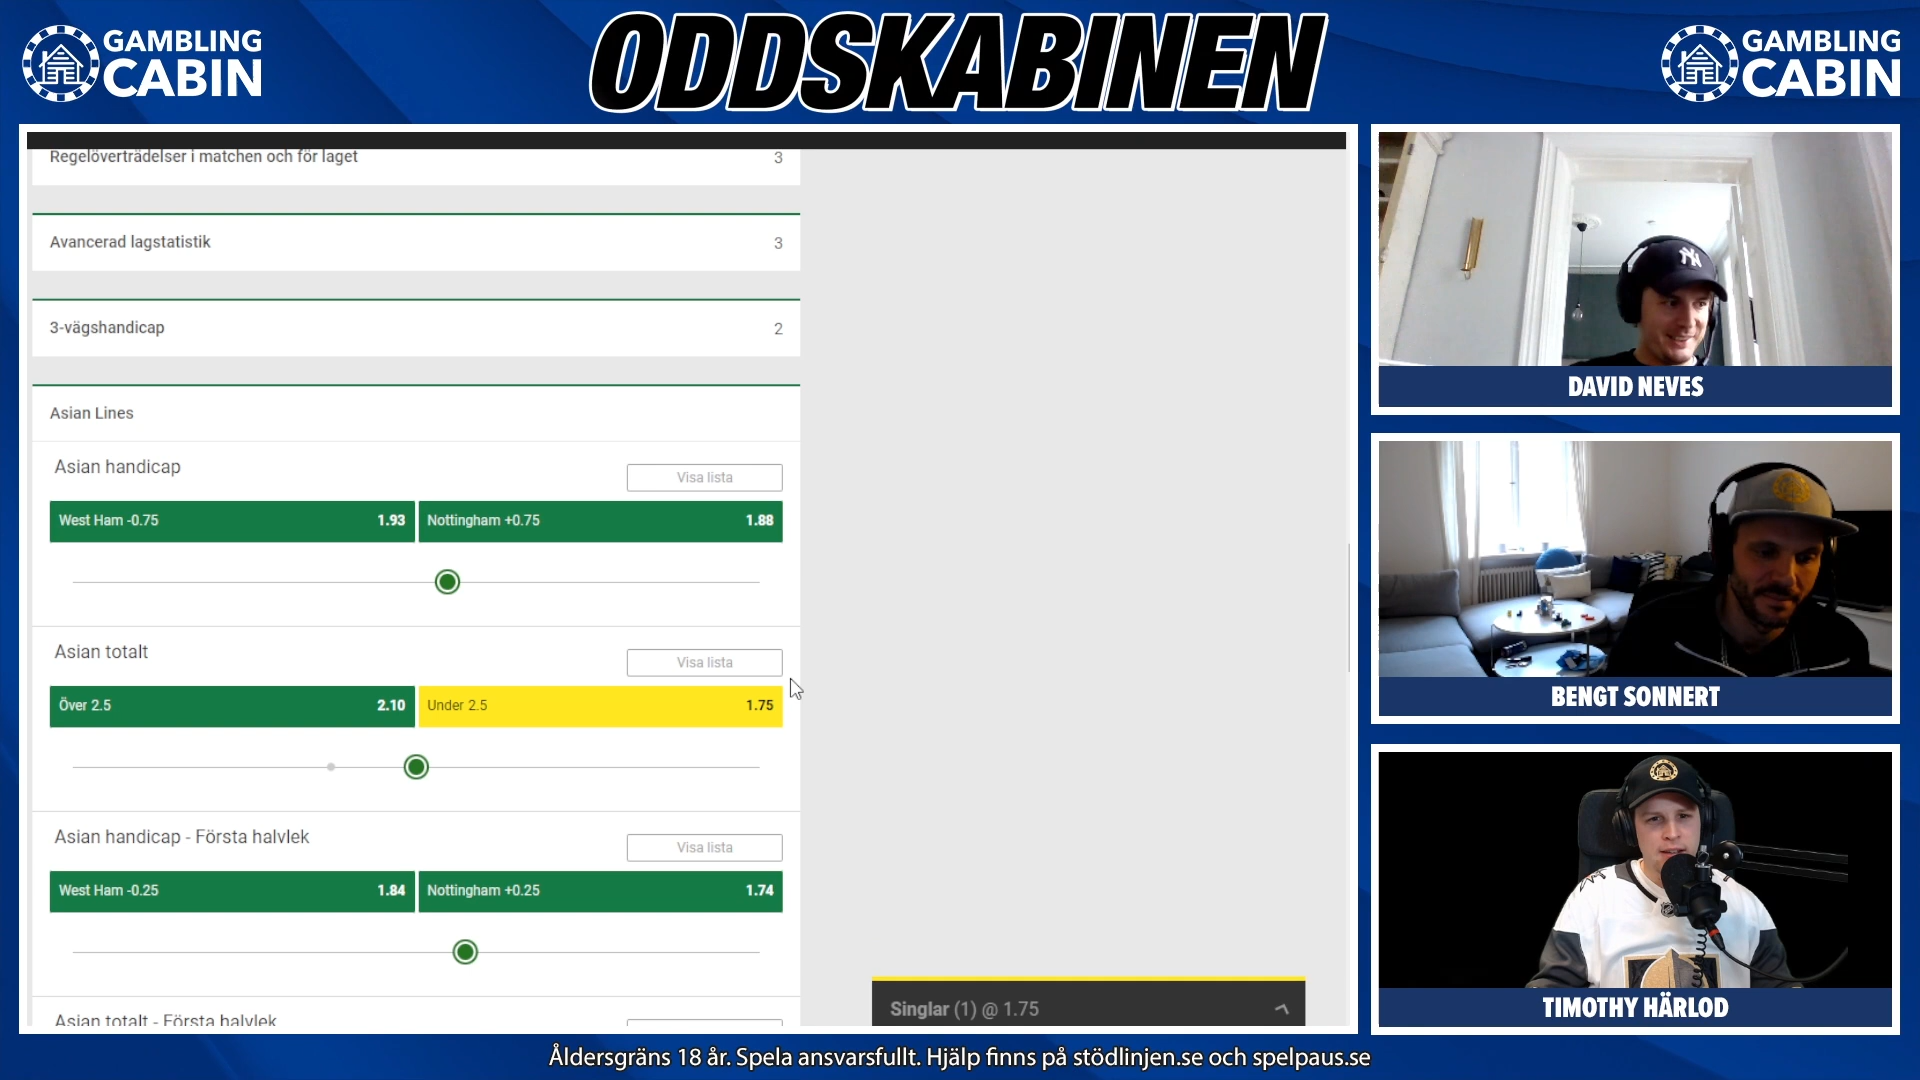 GAMBLING
CABIN
ODDSKABINEN
GAMBLING
CABIN
Regelöverträdelser i matchen och för laget 3
Avancerad lagstatistik 3
3-vägshandicap 2
Asian Lines
Asian handicap
Visa lista
West Ham -0.75 1.93 Nottingham +0.75 1.88
Asian totalt
Visa lista
Över 2.5 2.10 Under 2.5 1.75
Asian handicap - Första halvlek
Visa lista
West Ham -0.25 1.84 Nottingham +0.25 1.74
Asian totalt - Första halvlek
Singlar (1) @ 1.75
NY
DAVID NEVES
BENGT SONNERT
TIMOTHY HÄRLOD
Åldersgräns 18 år. Spela ansvarsfullt. Hjälp finns på stödlinjen.se och spelpaus.se